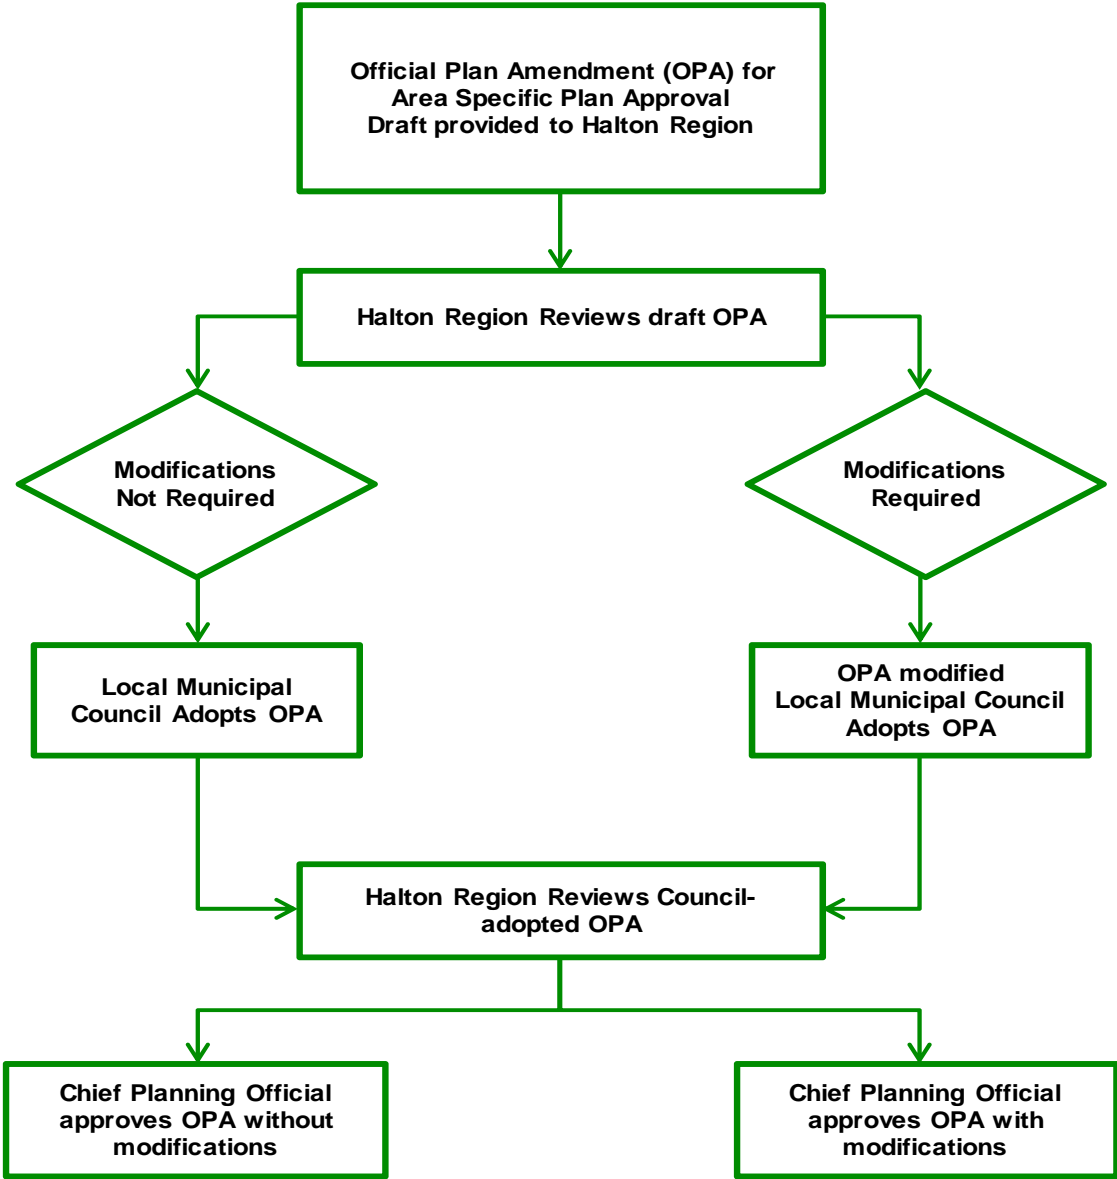 Official Plan Amendment (OPA) for
Area Specific Plan Approval
Draft provided to Halton Region
Halton Region Reviews draft OPA
Modifications
Not Required
Modifications
Required
Local Municipal
Council Adopts OPA
OPA modified
Local Municipal Council
Adopts OPA
Halton Region Reviews Council-
adopted OPA
Chief Planning Official
approves OPA without
modifications
Chief Planning Official
approves OPA with
modifications